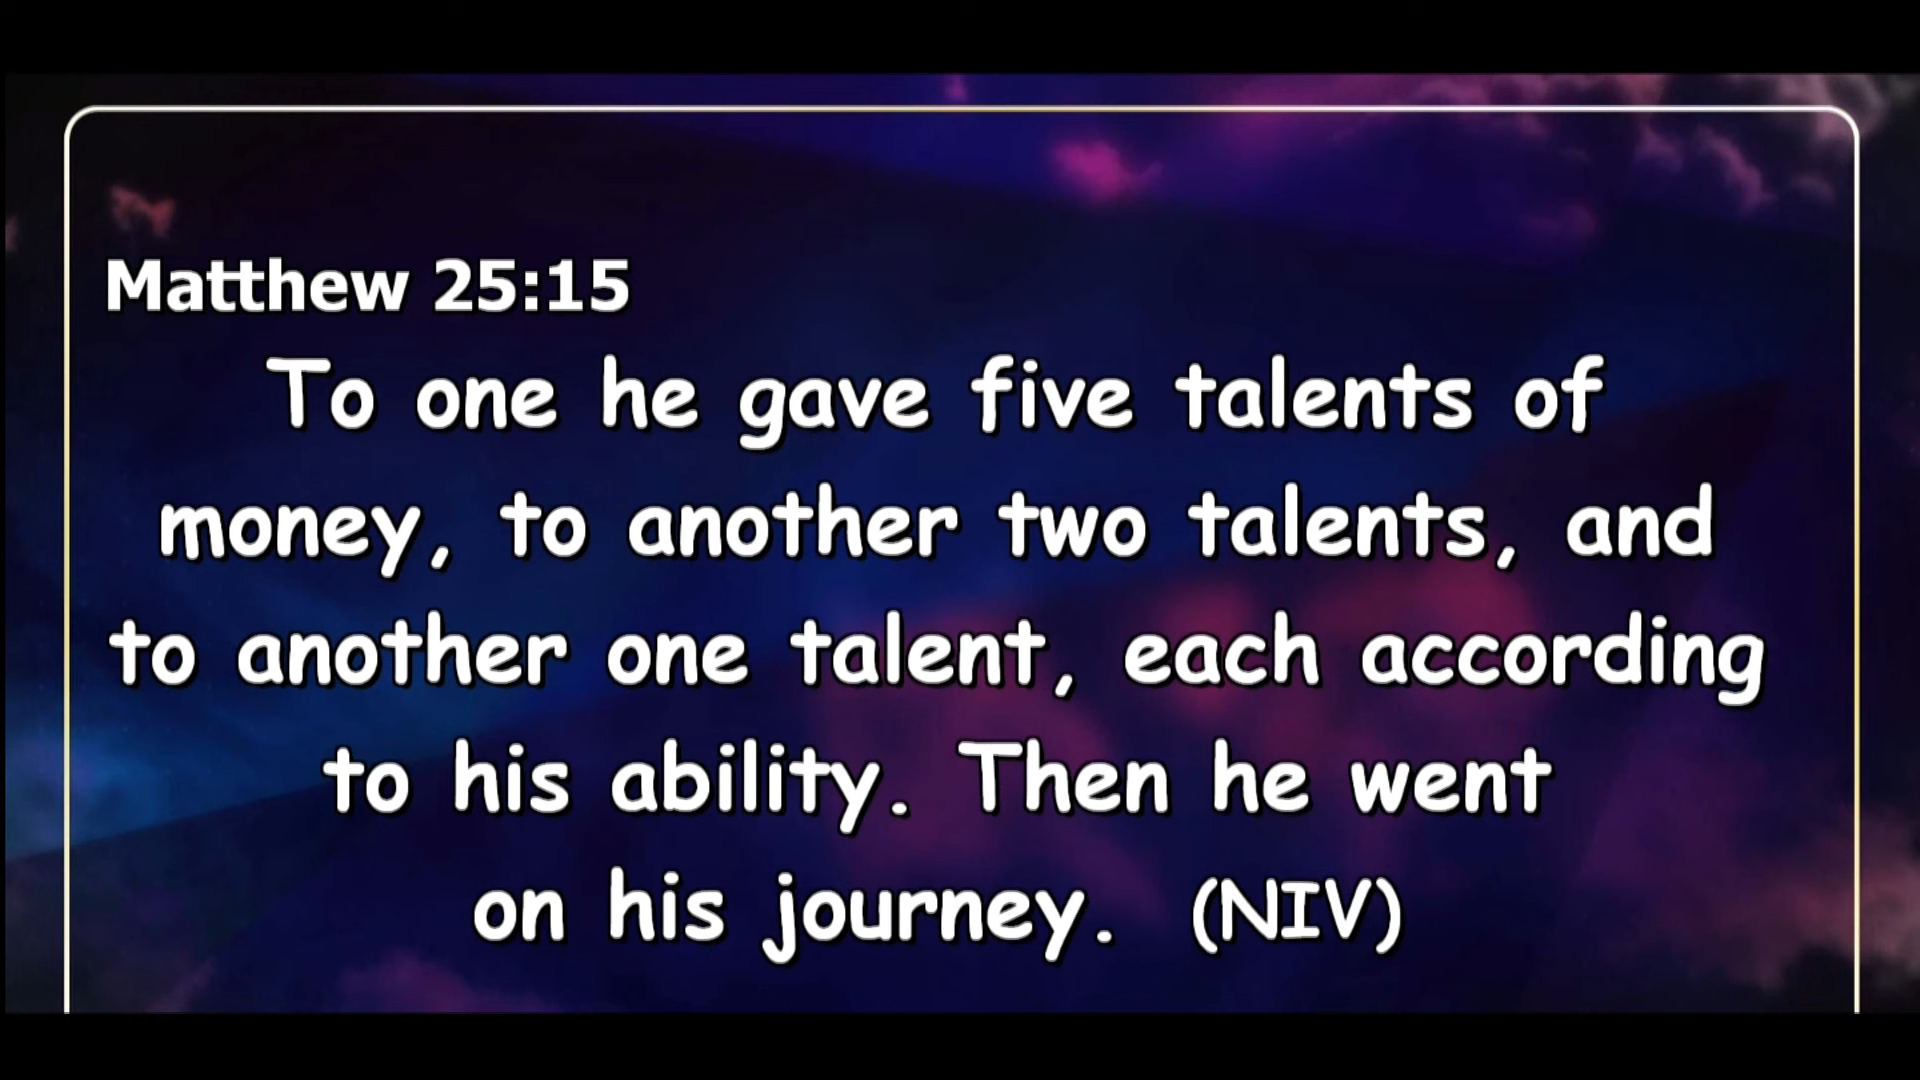 Matthew 25:15
To one he gave five talents of
money, to another two talents, and
to another one talent, each according
to his ability. Then he went
on his journey. (NIV)